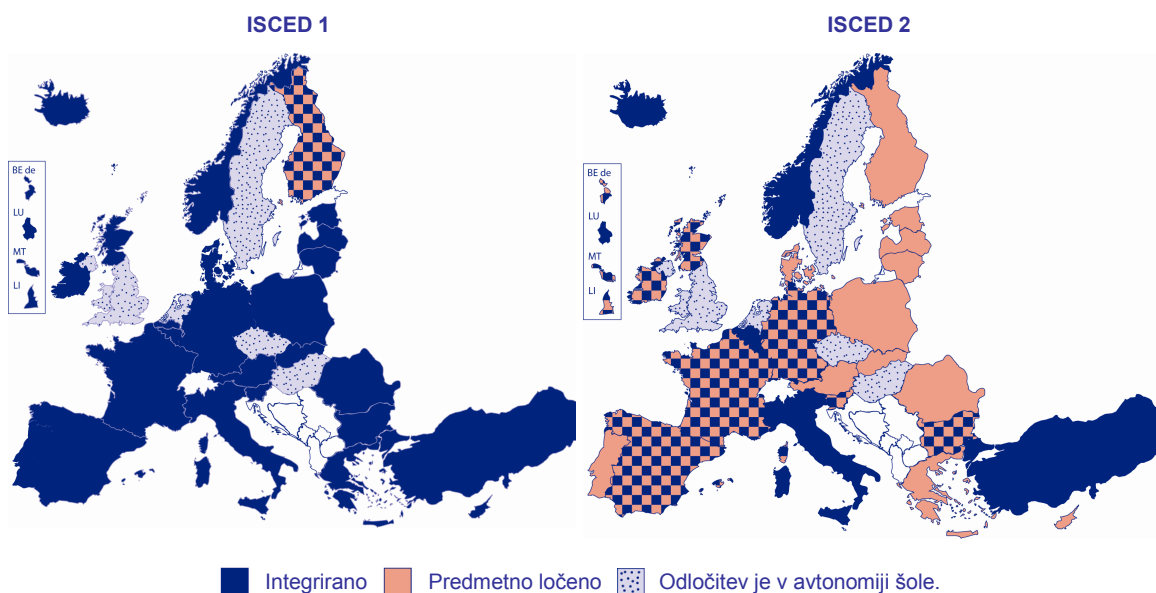 ISCED 1
ISCED 2
BE de
LU
MT
LI
BE de
LU
MT
LI
Integrirano
Predmetno ločeno
Odločitev je v avtonomiji šole.